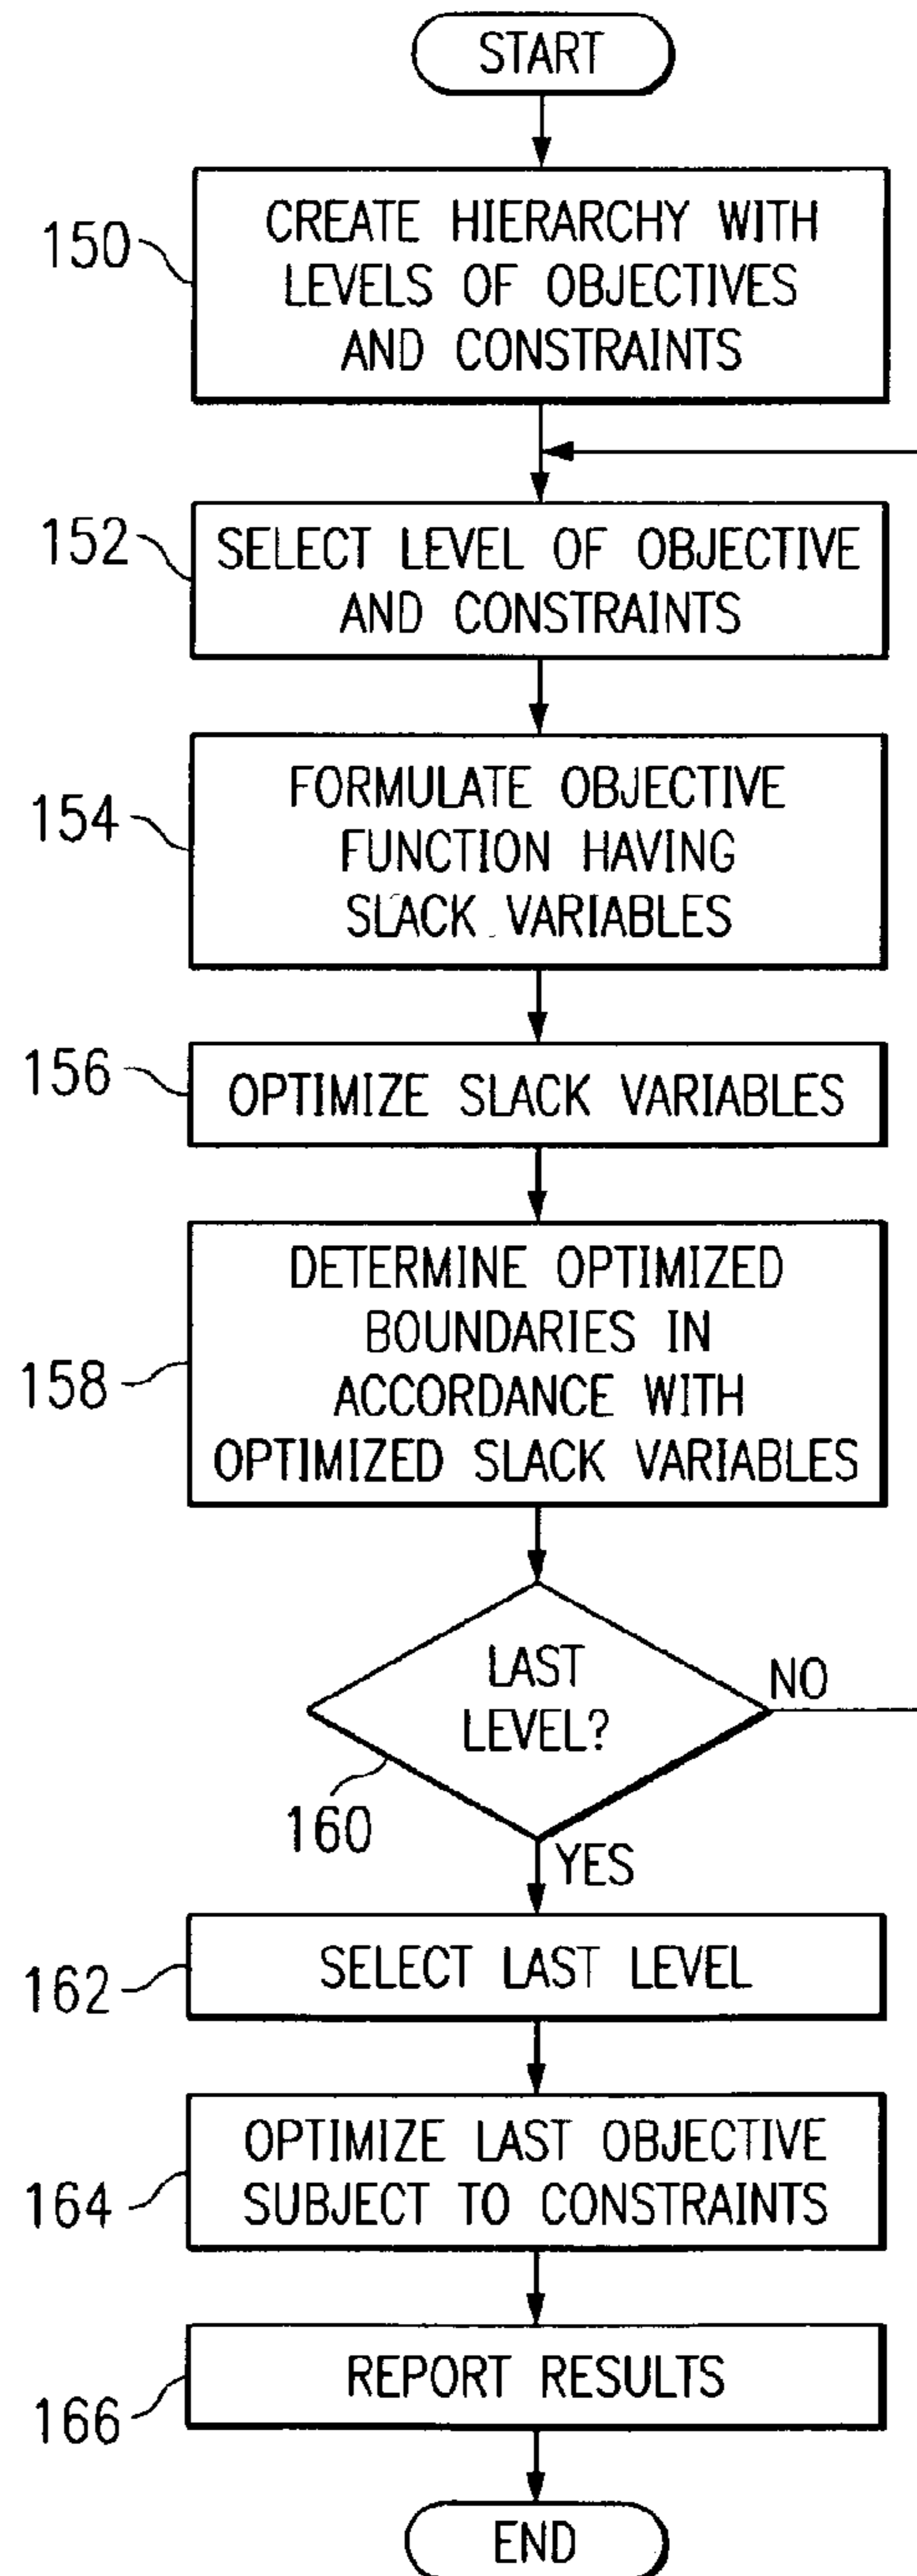 START
150
CREATE HIERARCHY WITH
LEVELS OF OBJECTIVES
AND CONSTRAINTS
152
SELECT LEVEL OF OBJECTIVE
AND CONSTRAINTS
154
FORMULATE OBJECTIVE
FUNCTION HAVING
SLACK VARIABLES
156
OPTIMIZE SLACK VARIABLES
158
DETERMINE OPTIMIZED
BOUNDARIES IN
ACCORDANCE WITH
OPTIMIZED SLACK VARIABLES
LAST
LEVEL?
NO
160
YES
162
SELECT LAST LEVEL
164
OPTIMIZE LAST OBJECTIVE
SUBJECT TO CONSTRAINTS
166
REPORT RESULTS
END